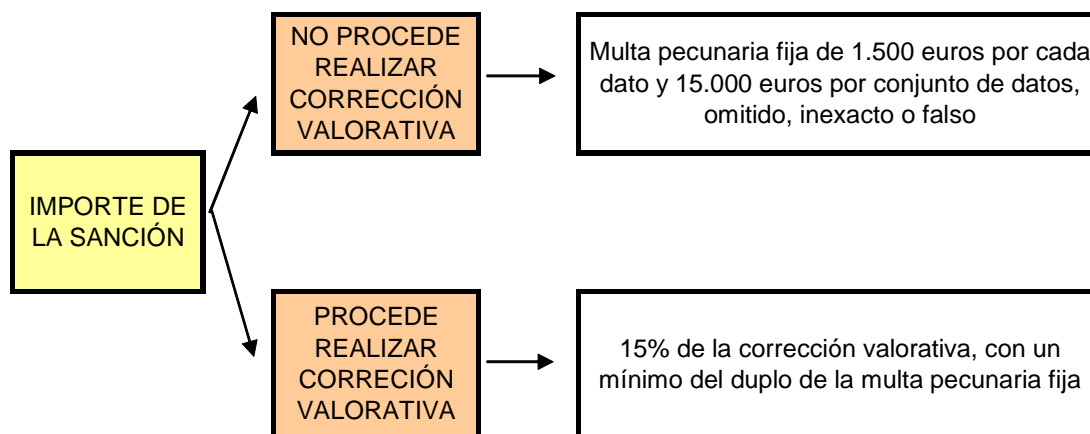 NO PROCEDE
REALIZAR
CORRECCIÓN
VALORATIVA
Multa pecunaria fija de 1.500 euros por cada
dato y 15.000 euros por conjunto de datos,
omitido, inexacto o falso
IMPORTE DE
LA SANCIÓN
PROCEDE
REALIZAR
CORRECIÓN
VALORATIVA
15% de la corrección valorativa, con un
mínimo del duplo de la multa pecunaria fija